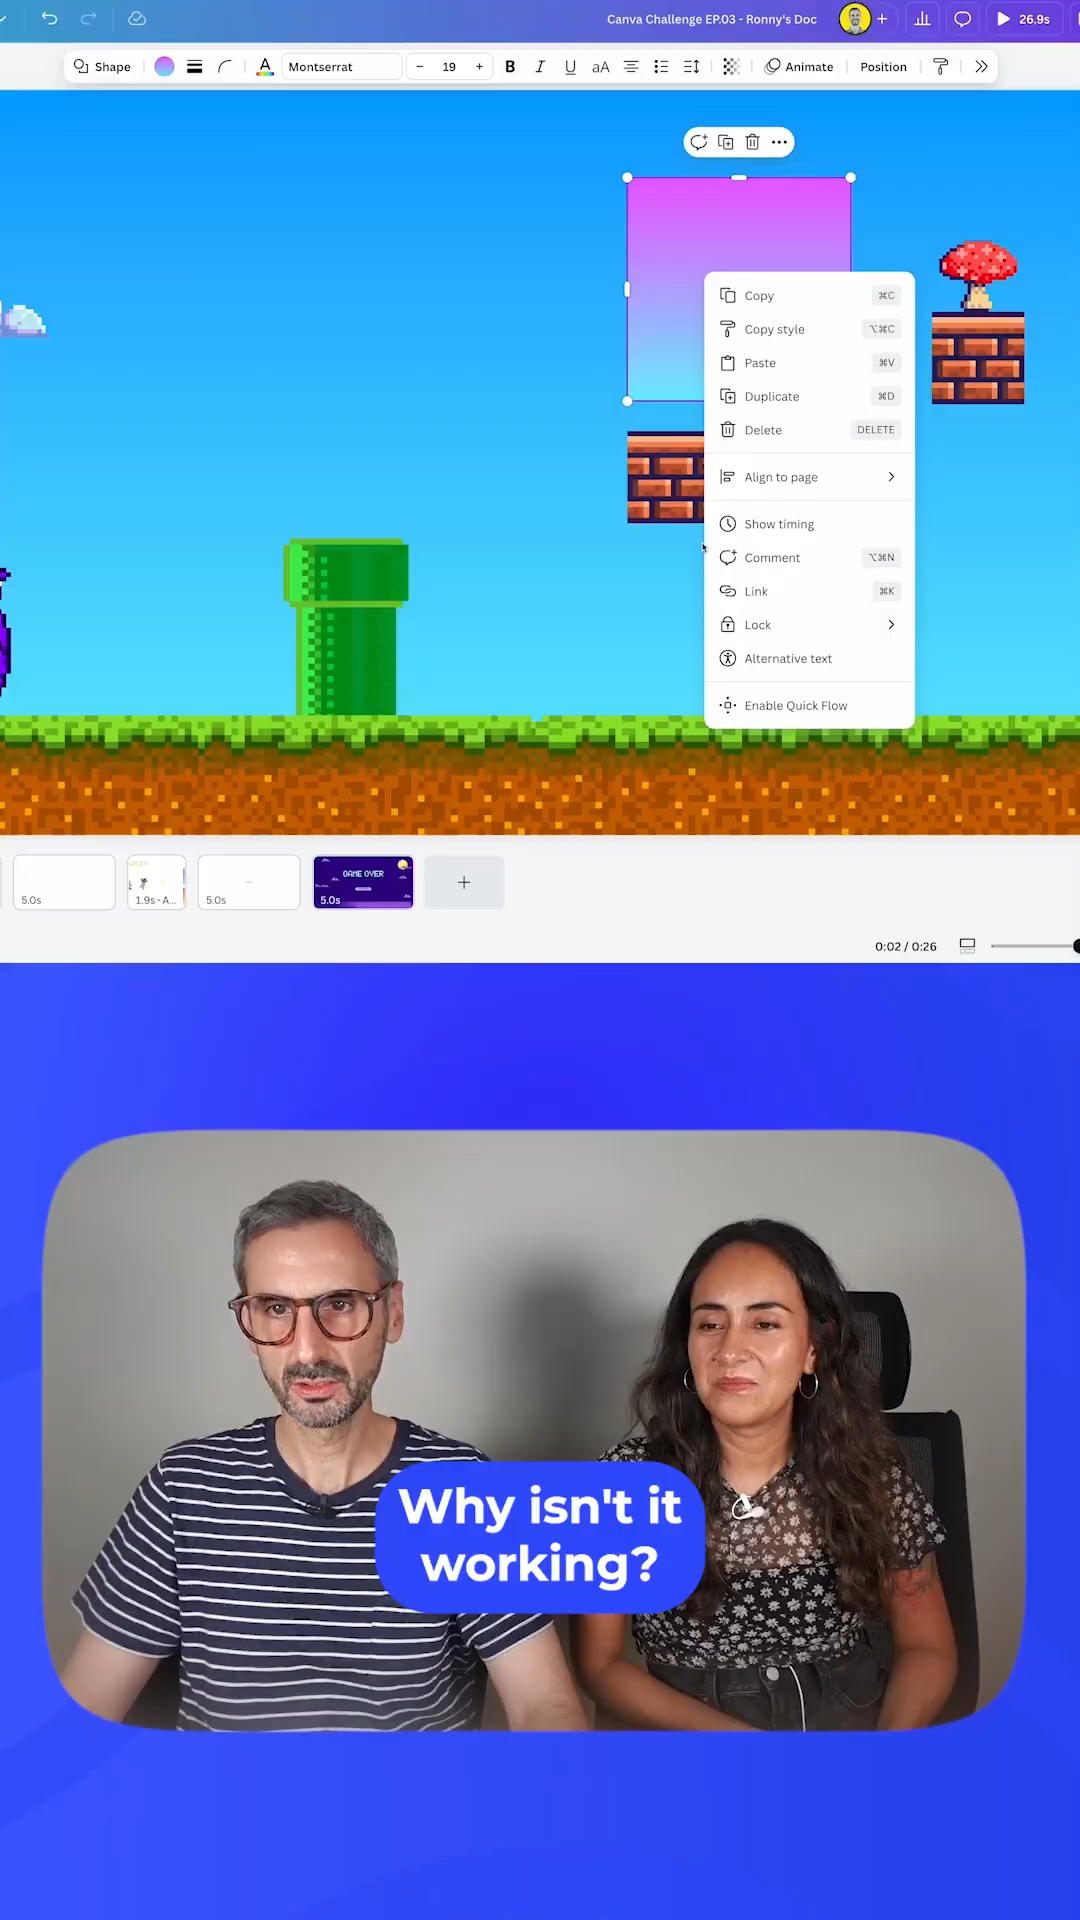 Canva Challenge EP.03 - Ronny's Doc
26.9s
Shape
Montserrat
19
B I U aA
Animate
Position
Copy ⌘C
Copy style ⌥⌘C
Paste ⌘V
Duplicate ⌘D
Delete DELETE
Align to page
Show timing
Comment ⌥⌘N
Link ⌘K
Lock
Alternative text
Enable Quick Flow
5.0s
1.9s - A...
5.0s
GAME OVER
5.0s
0:02 / 0:26
Why isn't it
working?